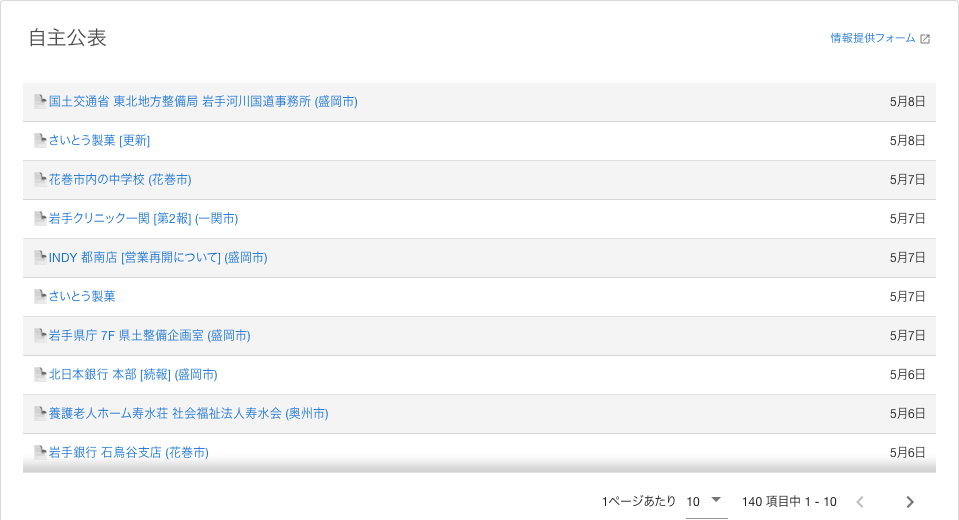 自主公表
情報提供フォーム
国土交通省 東北地方整備局 岩手河川国道事務所 (盛岡市) 5月8日
さいとう製菓 [更新] 5月8日
花巻市内の中学校 (花巻市) 5月7日
岩手クリニック一関 [第2報] (一関市) 5月7日
INDY 都南店 [営業再開について] (盛岡市) 5月7日
さいとう製菓 5月7日
岩手県庁 7F 県土整備企画室 (盛岡市) 5月7日
北日本銀行 本部 [続報] (盛岡市) 5月6日
養護老人ホーム寿水荘 社会福祉法人寿水会 (奥州市) 5月6日
岩手銀行 石鳥谷支店 (花巻市) 5月6日
1ページあたり 10 140 項目中 1 - 10